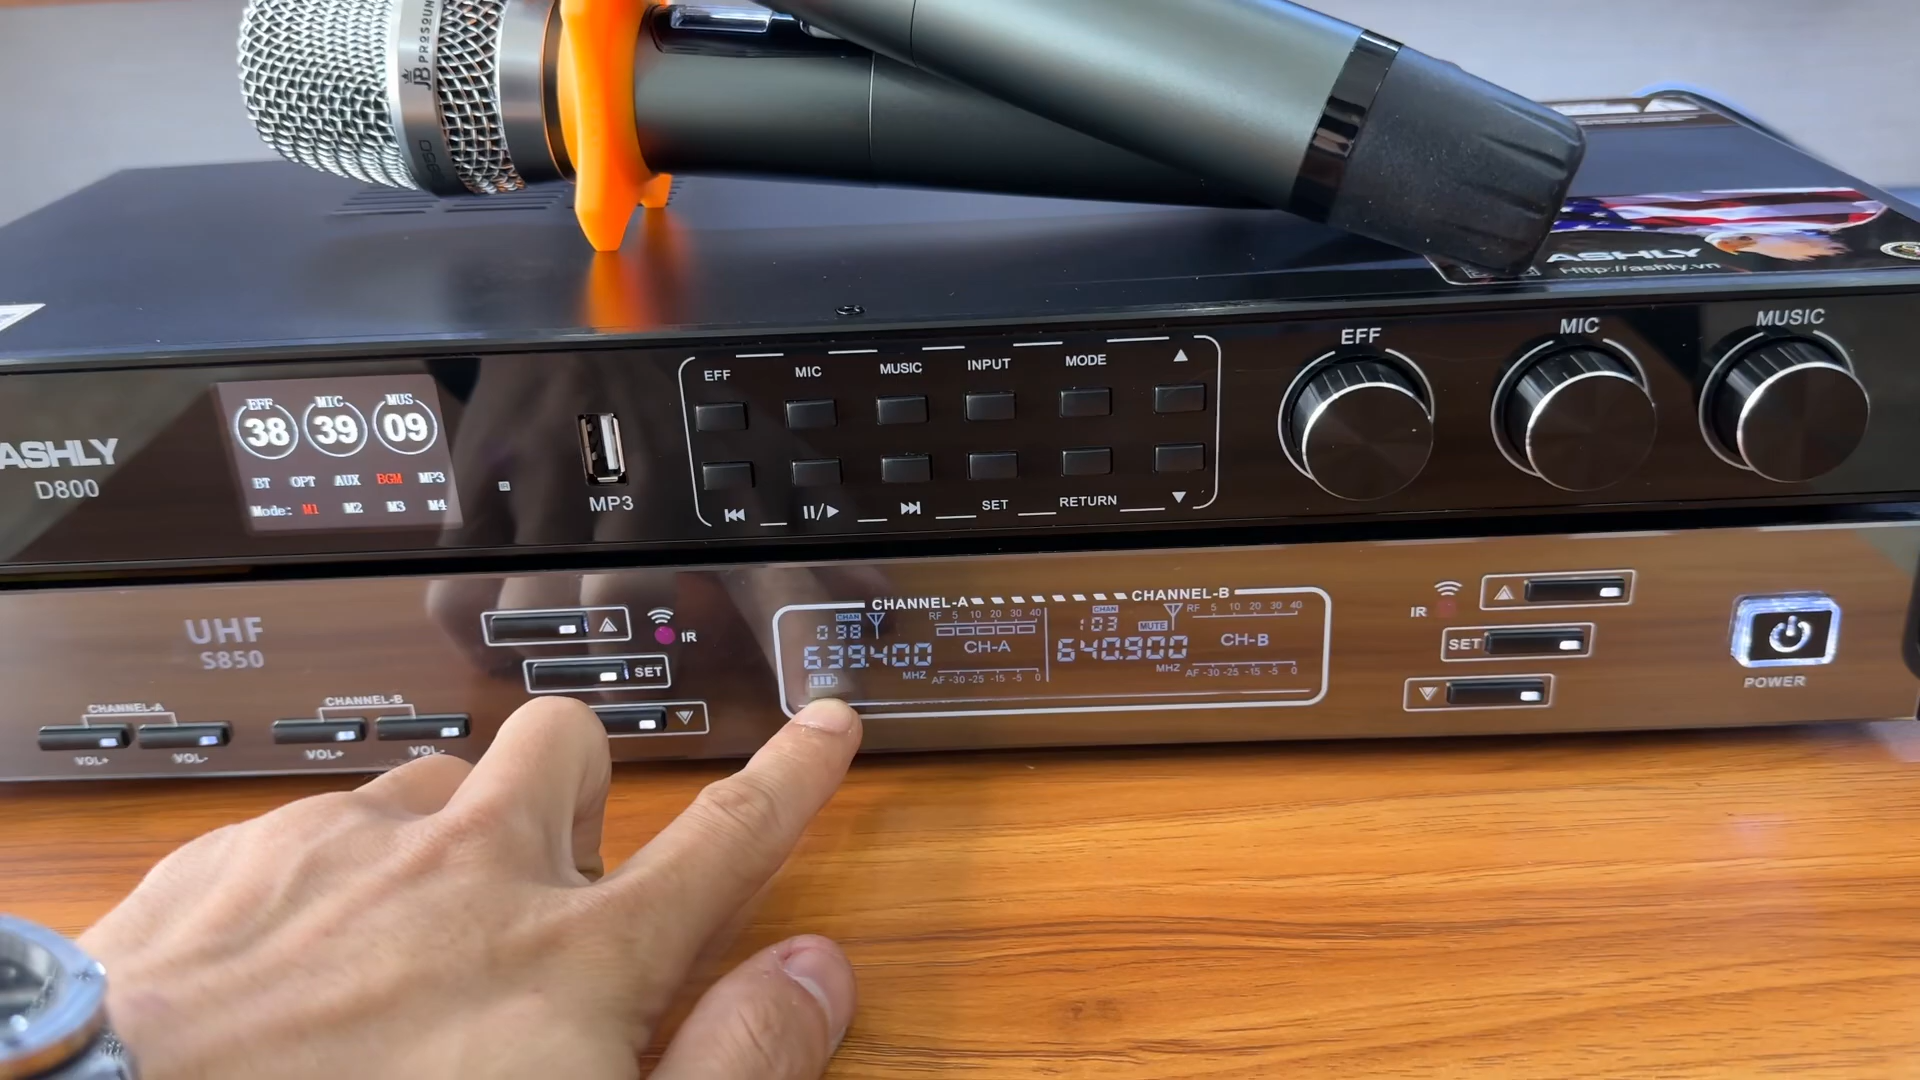 JB PROSOUND
S850
ASHLY
Http://ashly.vn
ASHLY
D800
EFF MIC MUS
38 39 09
BT OPT AUX BGM MP3
Mode: M1 M2 M3 M4
MP3
EFF MIC MUSIC INPUT MODE
SET RETURN
EFF
MIC
MUSIC
UHF
S850
CHANNEL-A
VOL+ VOL-
CHANNEL-B
VOL+ VOL-
IR
SET
CHANNEL-A
CHAN
098
RF 5 10 20 30 40
639.400
MHZ
CH-A
AF -30 -25 -15 -5 0
CHANNEL-B
CHAN
103
MUTE
RF 5 10 20 30 40
640.900
MHZ
CH-B
AF -30 -25 -15 -5 0
IR
SET
POWER